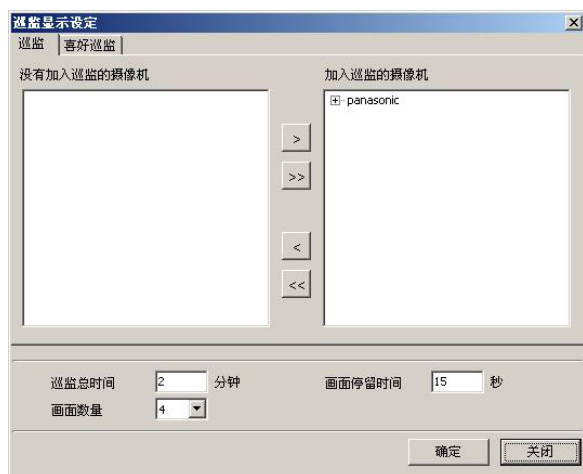 巡监显示设定
巡监 喜好巡监
没有加入巡监的摄像机 加入巡监的摄像机
panasonic
>
>>
<
<<
巡监总时间 2 分钟 画面停留时间 15 秒
画面数量 4
确定 关闭